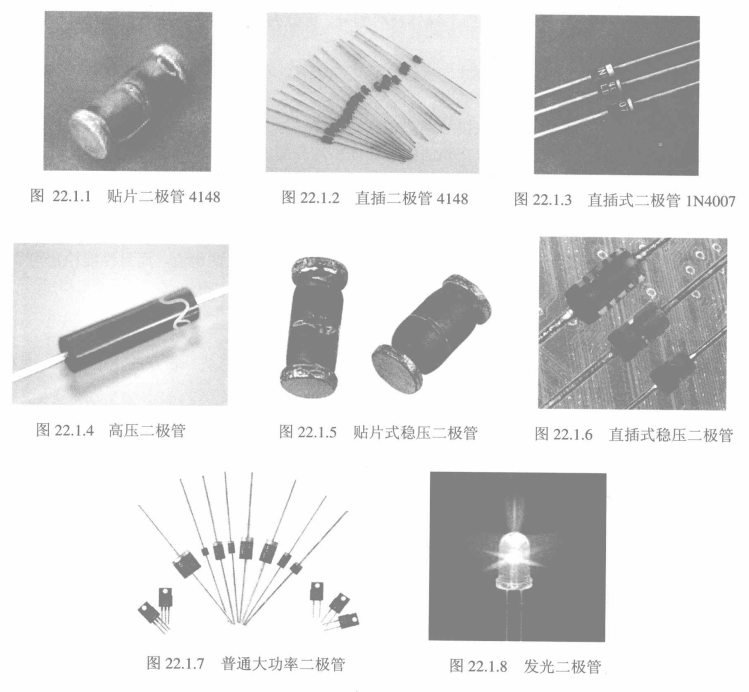 图 22.1.1 贴片二极管 4148
图 22.1.2 直插二极管 4148
图 22.1.3 直插式二极管 1N4007
图 22.1.4 高压二极管
图 22.1.5 贴片式稳压二极管
图 22.1.6 直插式稳压二极管
图 22.1.7 普通大功率二极管
图 22.1.8 发光二极管